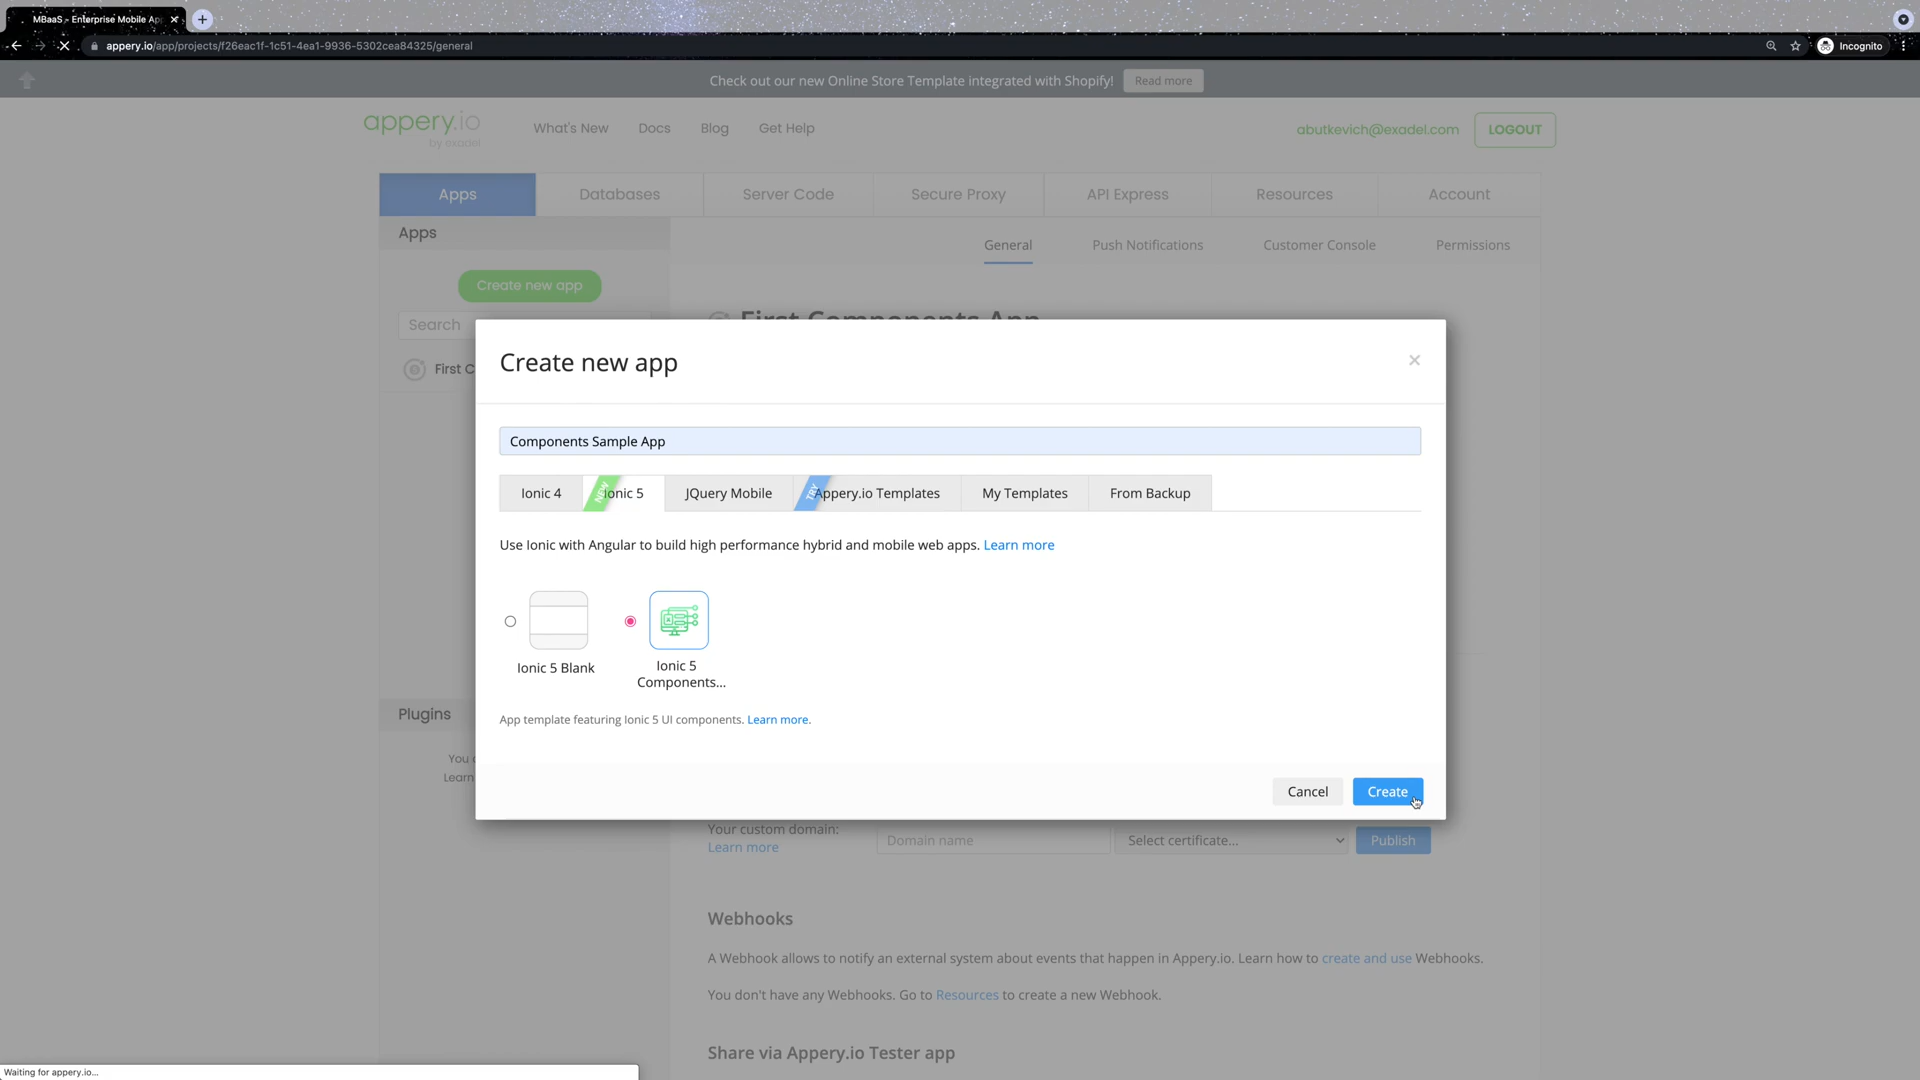 MBaaS - Enterprise Mobile Ap
appery.io/app/projects/f26eac1f-1c51-4ea1-9936-5302cea84325/general
Incognito
Check out our new Online Store Template integrated with Shopify!
Read more
appery.io
by exadel
What's New
Docs
Blog
Get Help
abutkevich@exadel.com
LOGOUT
Apps
Databases
Server Code
Secure Proxy
API Express
Resources
Account
Apps
General
Push Notifications
Customer Console
Permissions
Create new app
First Components App
Search
First C
Create new app
×
Components Sample App
Ionic 4
NEW
Ionic 5
JQuery Mobile
TRY
Appery.io Templates
My Templates
From Backup
Use Ionic with Angular to build high performance hybrid and mobile web apps. Learn more
Ionic 5 Blank
Ionic 5
Components...
App template featuring Ionic 5 UI components. Learn more.
Plugins
You
Learn
Cancel
Create
Your custom domain:
Learn more
Domain name
Select certificate...
Publish
Webhooks
A Webhook allows to notify an external system about events that happen in Appery.io. Learn how to create and use Webhooks.
You don't have any Webhooks. Go to Resources to create a new Webhook.
Share via Appery.io Tester app
Waiting for appery.io...